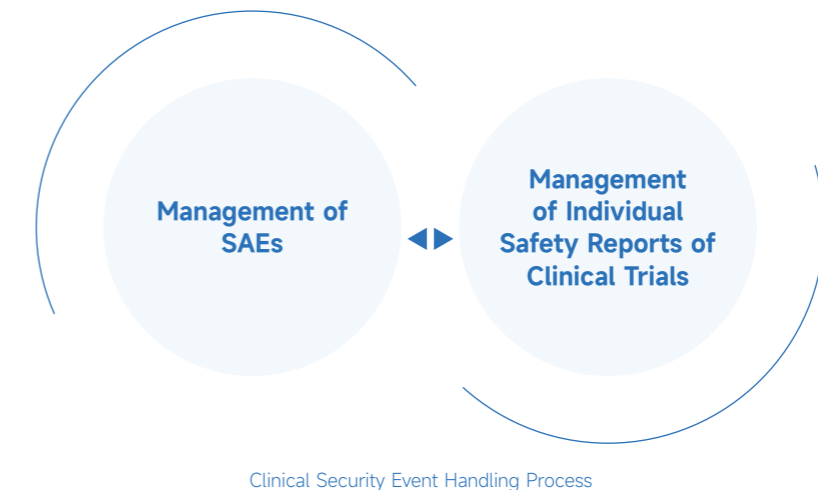 Management of
SAEs
Management
of Individual
Safety Reports of
Clinical Trials
Clinical Security Event Handling Process